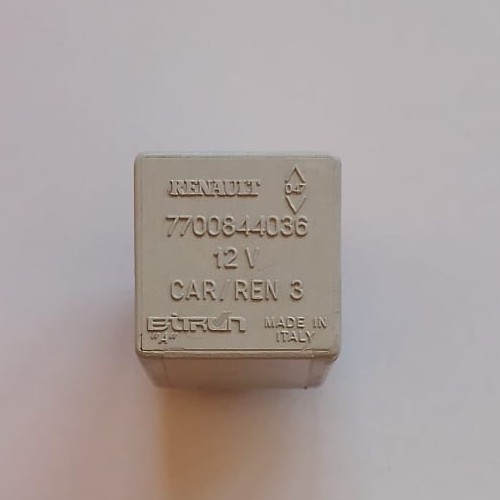 RENAULT 047
7700844036
12 V
CAR/REN 3
BITRON MADE IN
"A" ITALY